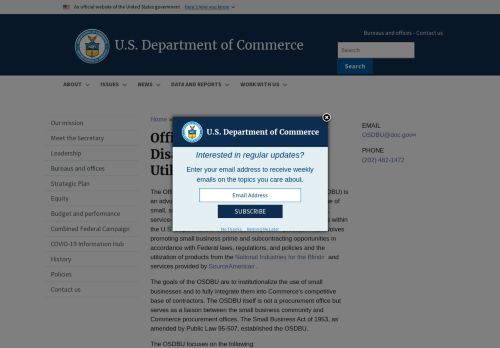 An official website of the United States government Here's how you know
U.S. Department of Commerce
Bureaus and offices - Contact us
Search
Search
ABOUT ISSUES NEWS DATA AND REPORTS WORK WITH US
Our mission
Meet the Secretary
Leadership
Bureaus and offices
Strategic Plan
Equity
Budget and performance
Combined Federal Campaign
COVID-19 Information Hub
History
Policies
Contact us
Home »
Offi
Disa
Utili
U.S. Department of Commerce
Interested in regular updates?
Enter your email address to receive weekly
emails on the topics you care about.
Email Address
SUBSCRIBE
No Thanks Remind Me Later
The Offi BU) is
an advo se of
small, s
service- s within
the U.S. volves
promoting small business prime and subcontracting opportunities in
accordance with Federal laws, regulations, and policies and the
utilization of products from the National Industries for the Blind and
services provided by SourceAmerica .
The goals of the OSDBU are to institutionalize the use of small
businesses and to fully integrate them into Commerce's competitive
base of contractors. The OSDBU itself is not a procurement office but
serves as a liaison between the small business community and
Commerce procurement offices. The Small Business Act of 1953, as
amended by Public Law 95-507, established the OSDBU.
The OSDBU focuses on the following:
EMAIL
OSDBU@doc.gov
PHONE
(202) 482-1472